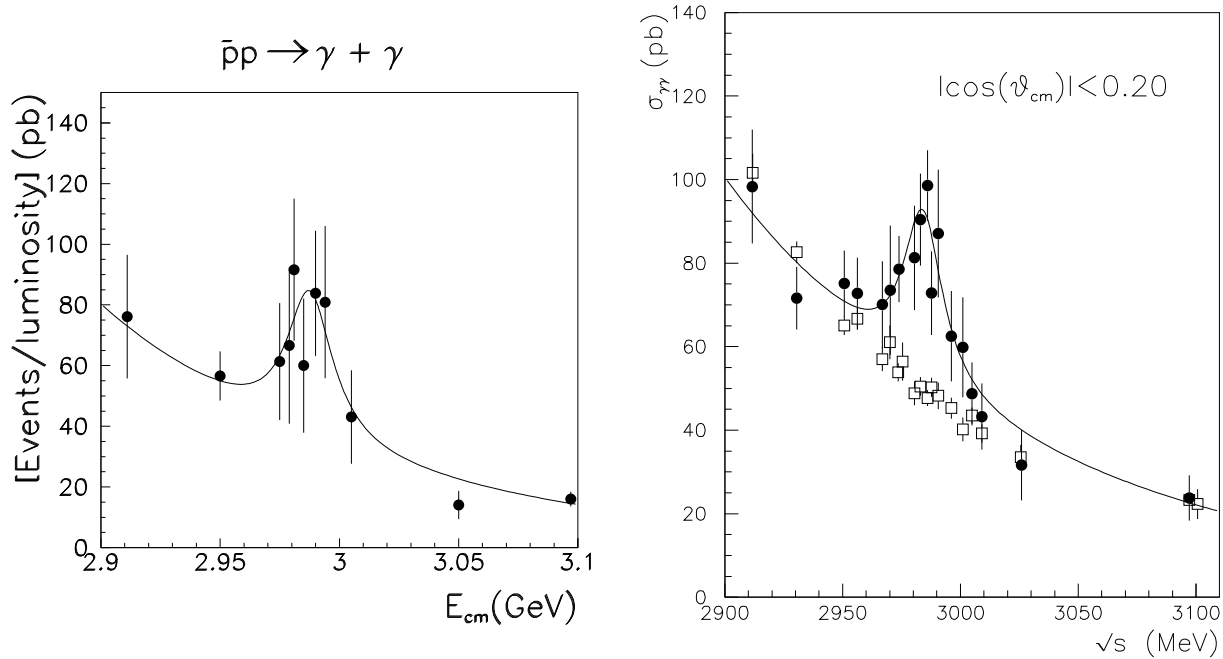 p̄p → γ + γ
[Events/luminosity] (pb)
140
120
100
80
60
40
20
0
2.9 2.95 3 3.05 3.1
E_cm(GeV)
σ_γγ (pb)
|cos(ϑ_cm)|<0.20
140
120
100
80
60
40
20
0
2900 2950 3000 3050 3100
√s (MeV)